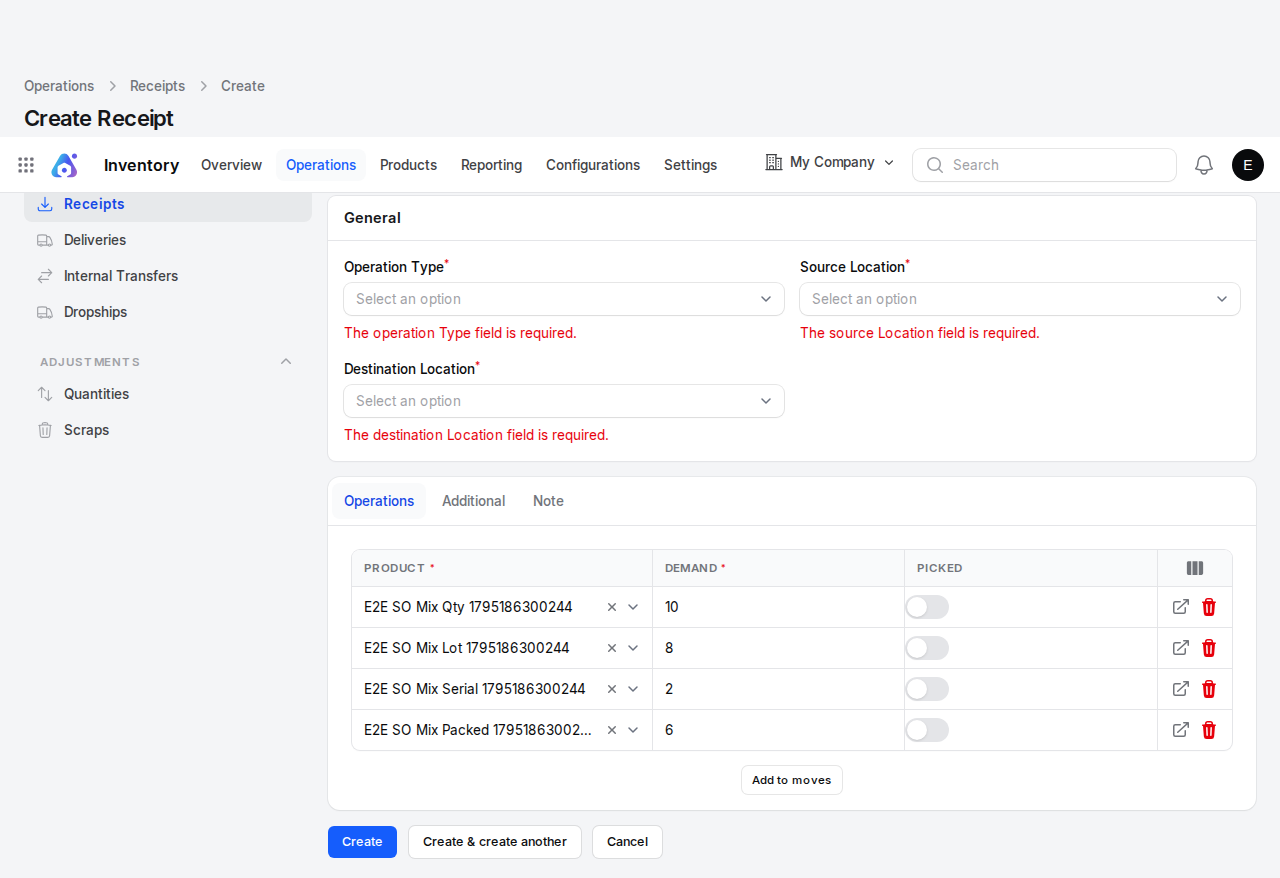 Operations > Receipts > Create
Create Receipt
Inventory Overview Operations Products Reporting Configurations Settings My Company Search E
Receipts
Deliveries
Internal Transfers
Dropships
ADJUSTMENTS
Quantities
Scraps
General
Operation Type* Source Location*
Select an option Select an option
The operation Type field is required. The source Location field is required.
Destination Location*
Select an option
The destination Location field is required.
Operations Additional Note
PRODUCT * DEMAND * PICKED
E2E SO Mix Qty 1795186300244 10
E2E SO Mix Lot 1795186300244 8
E2E SO Mix Serial 1795186300244 2
E2E SO Mix Packed 17951863002... 6
Add to moves
Create Create & create another Cancel